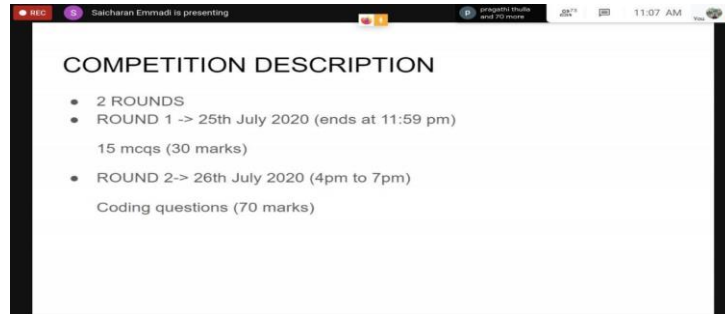 REC
S
Saicharan Emmadi is presenting
P
pragathi thulla
and 70 more
11:07 AM
You
COMPETITION DESCRIPTION
● 2 ROUNDS
● ROUND 1 -> 25th July 2020 (ends at 11:59 pm)
15 mcqs (30 marks)
● ROUND 2-> 26th July 2020 (4pm to 7pm)
Coding questions (70 marks)